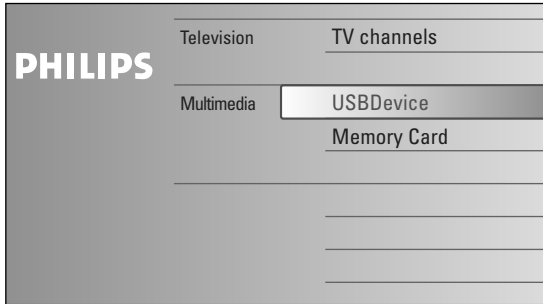 PHILIPS
Television TV channels
Multimedia USBDevice
Memory Card